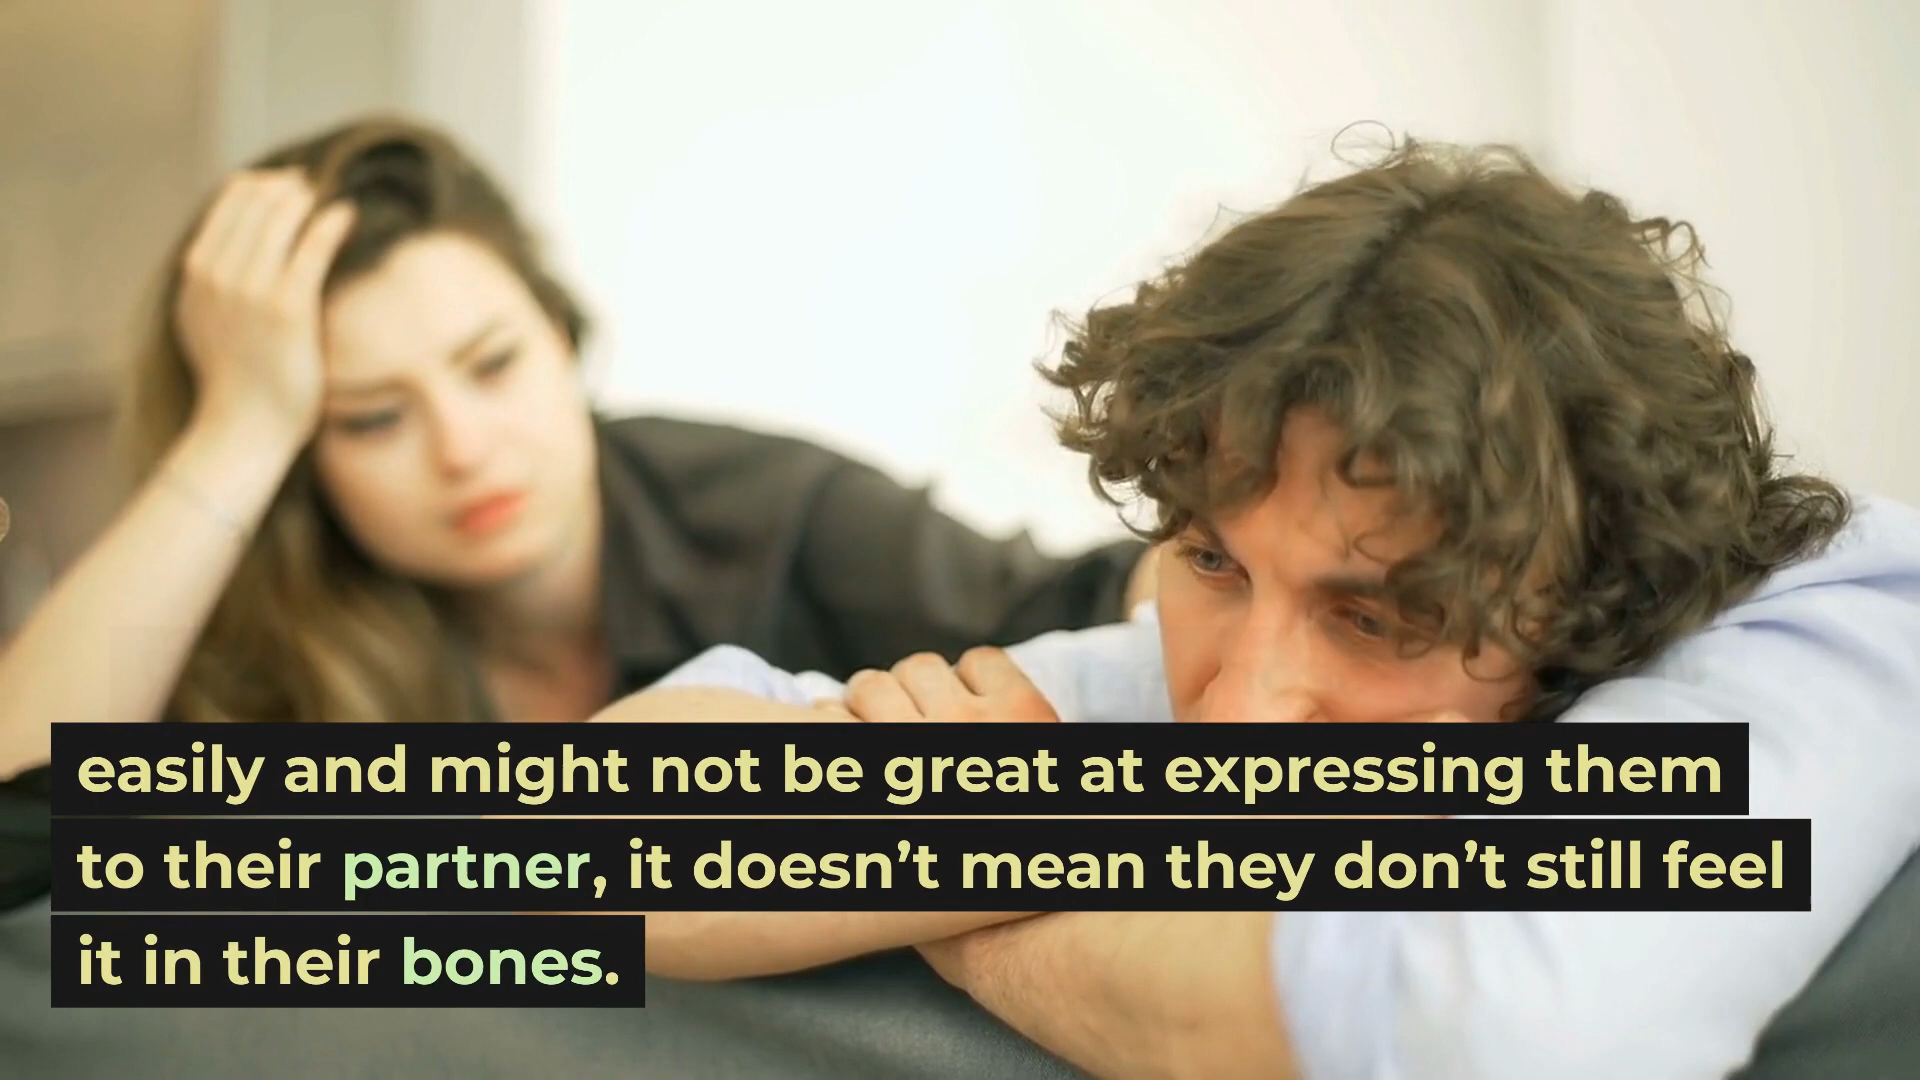 easily and might not be great at expressing them
to their partner, it doesn’t mean they don’t still feel
it in their bones.